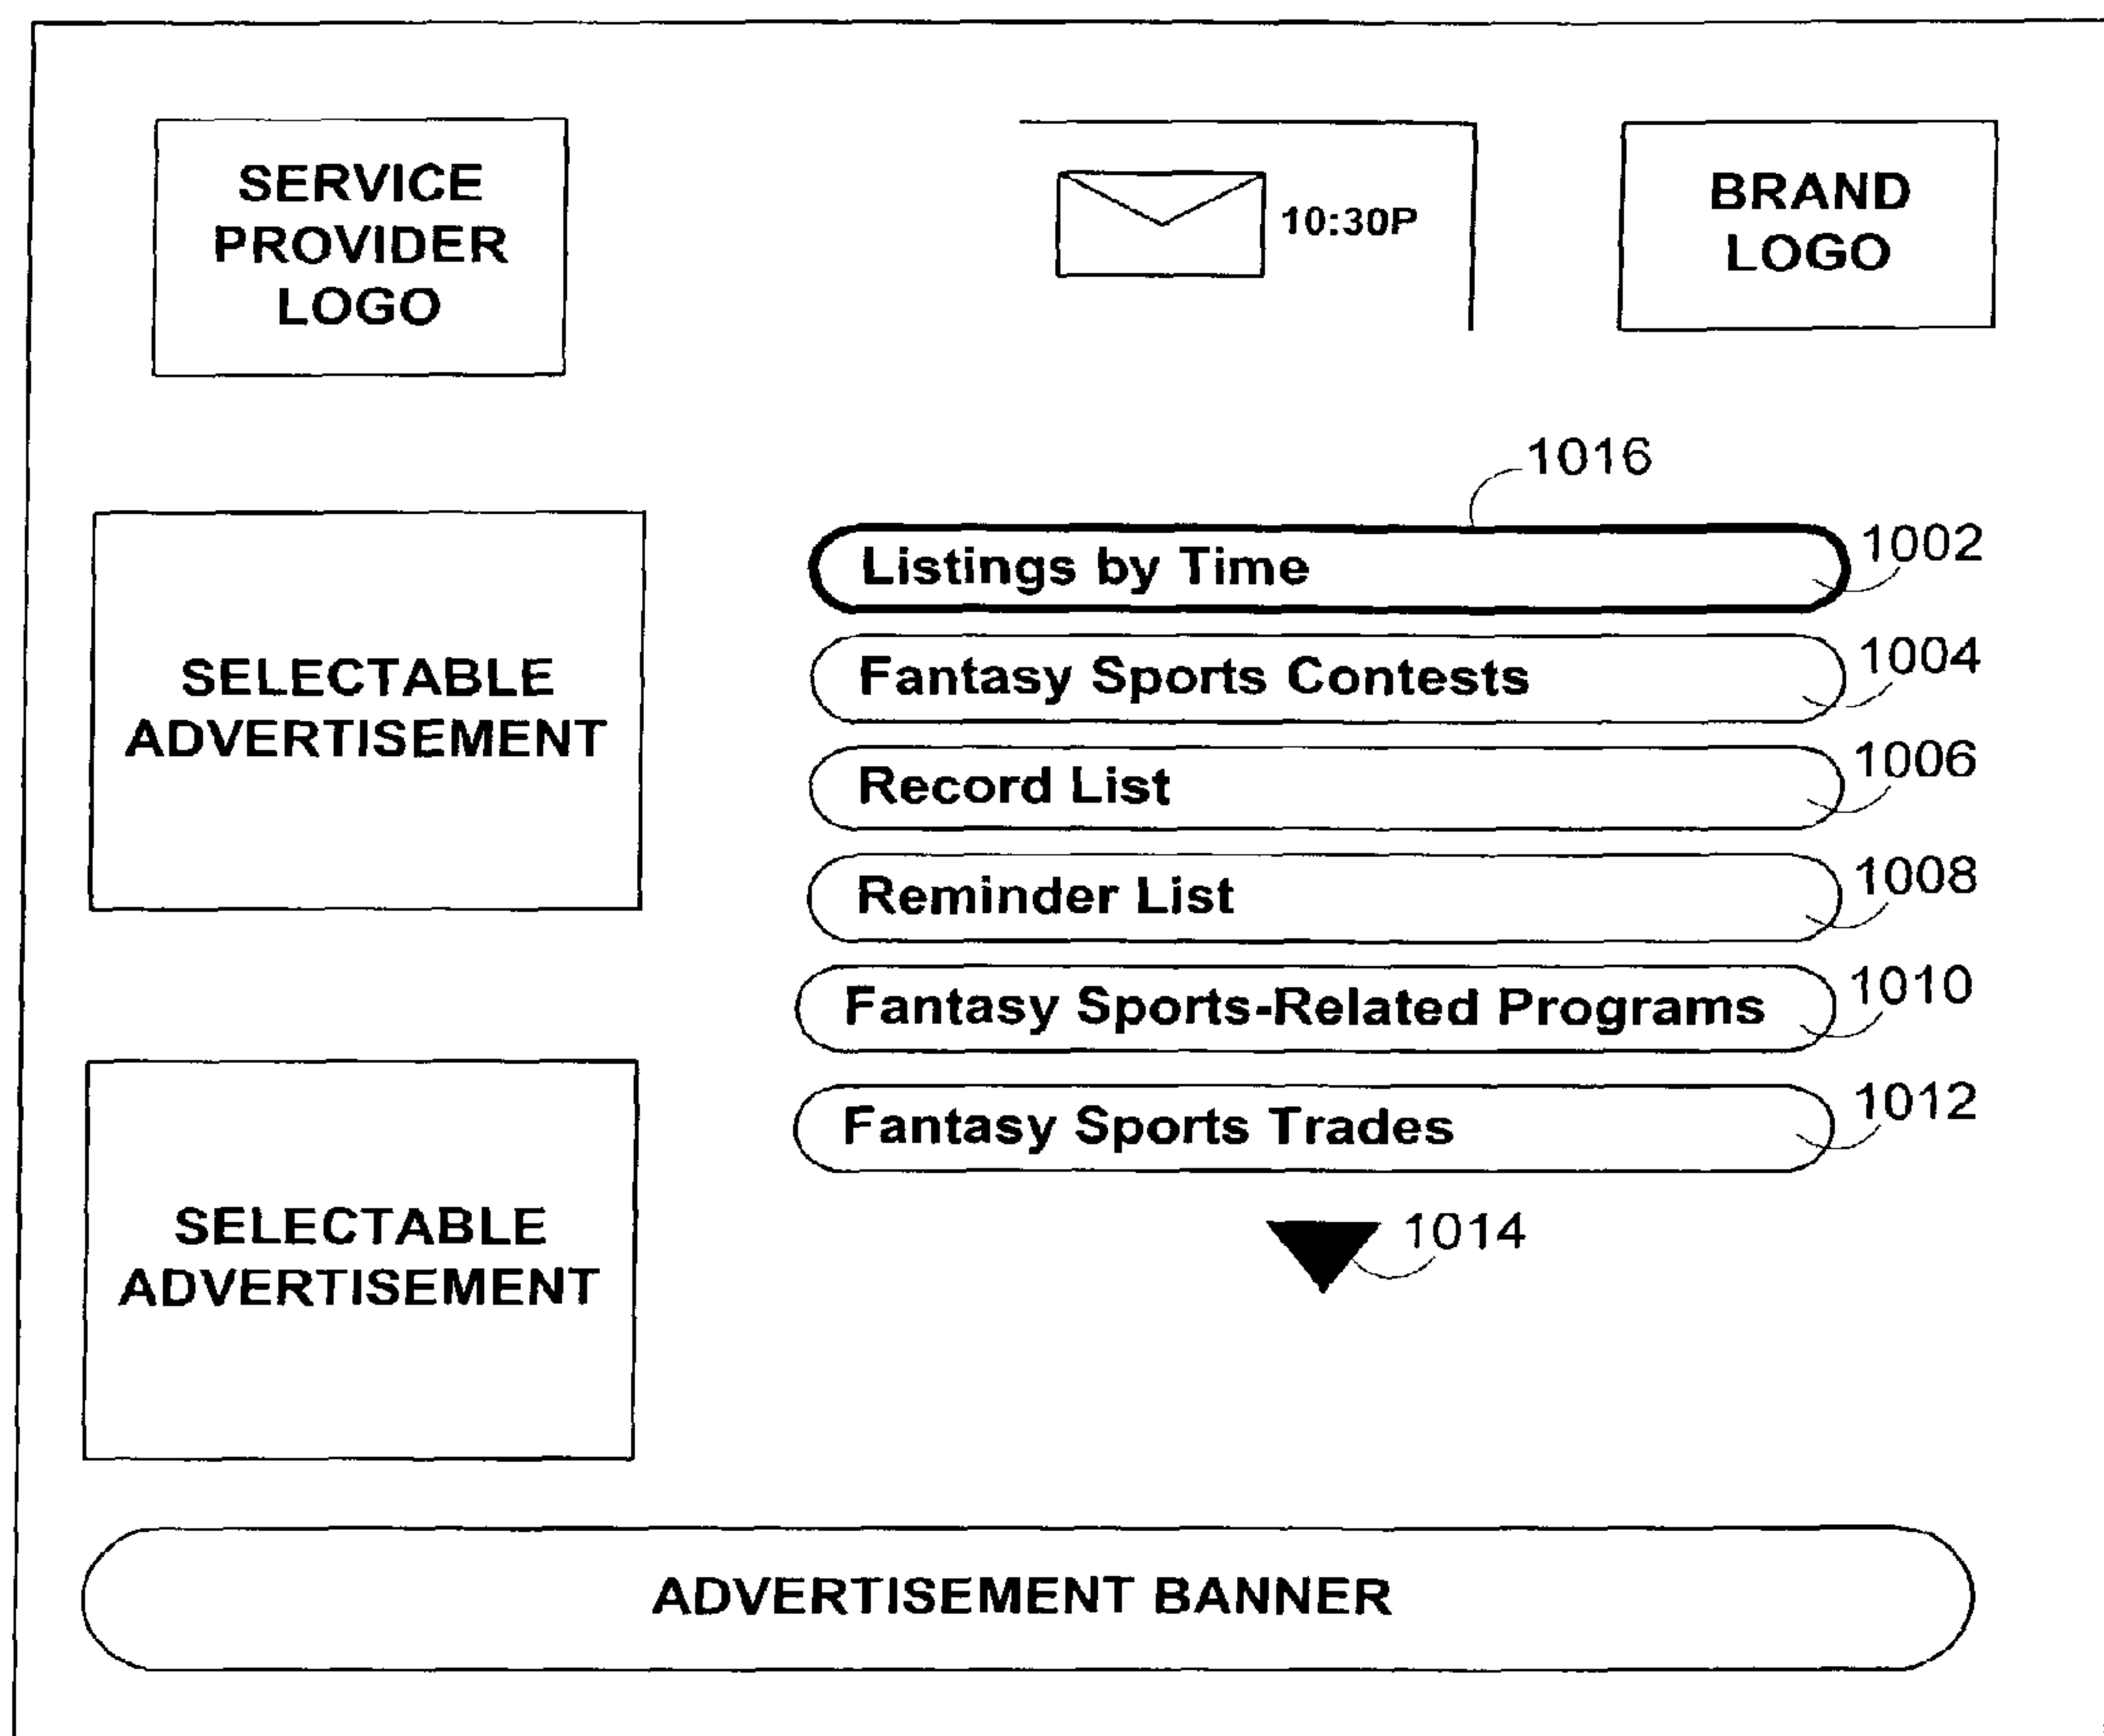 SERVICE
PROVIDER
LOGO
10:30P
BRAND
LOGO
1016
SELECTABLE
ADVERTISEMENT
Listings by Time
1002
Fantasy Sports Contests
1004
Record List
1006
Reminder List
1008
Fantasy Sports-Related Programs
1010
Fantasy Sports Trades
1012
1014
SELECTABLE
ADVERTISEMENT
ADVERTISEMENT BANNER